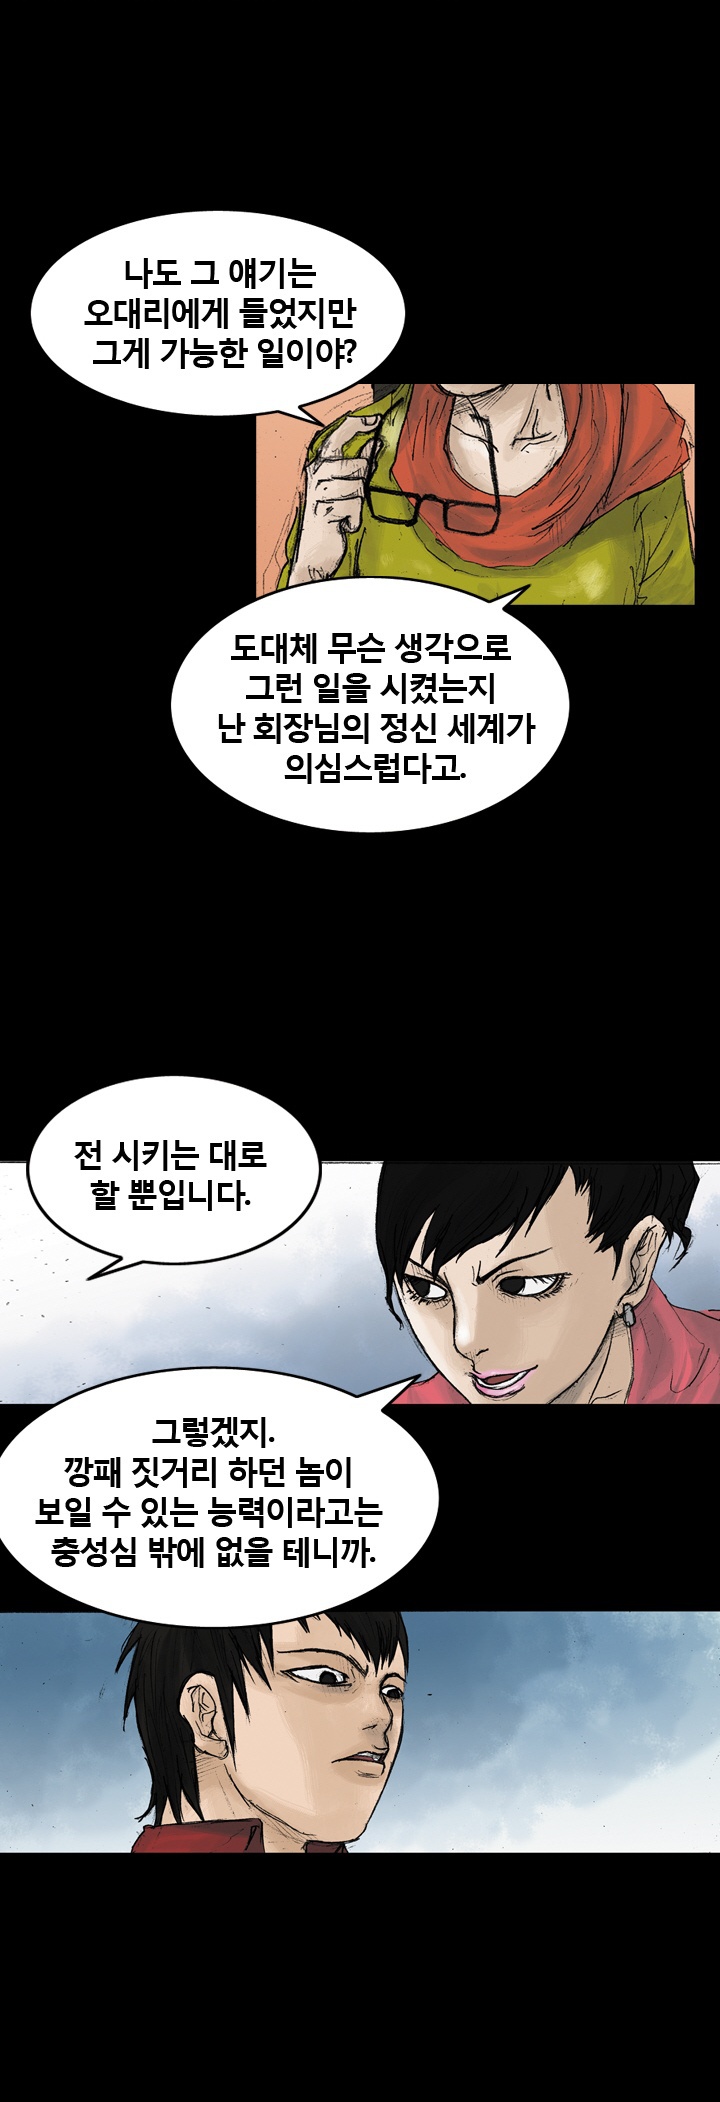 나도 그 얘기는
오대리에게 들었지만
그게 가능한 일이야?
도대체 무슨 생각으로
그런 일을 시켰는지
난 회장님의 정신 세계가
의심스럽다고.
전 시키는 대로
할 뿐입니다.
그렇겠지.
깡패 짓거리 하던 놈이
보일 수 있는 능력이라고는
충성심 밖에 없을 테니까.